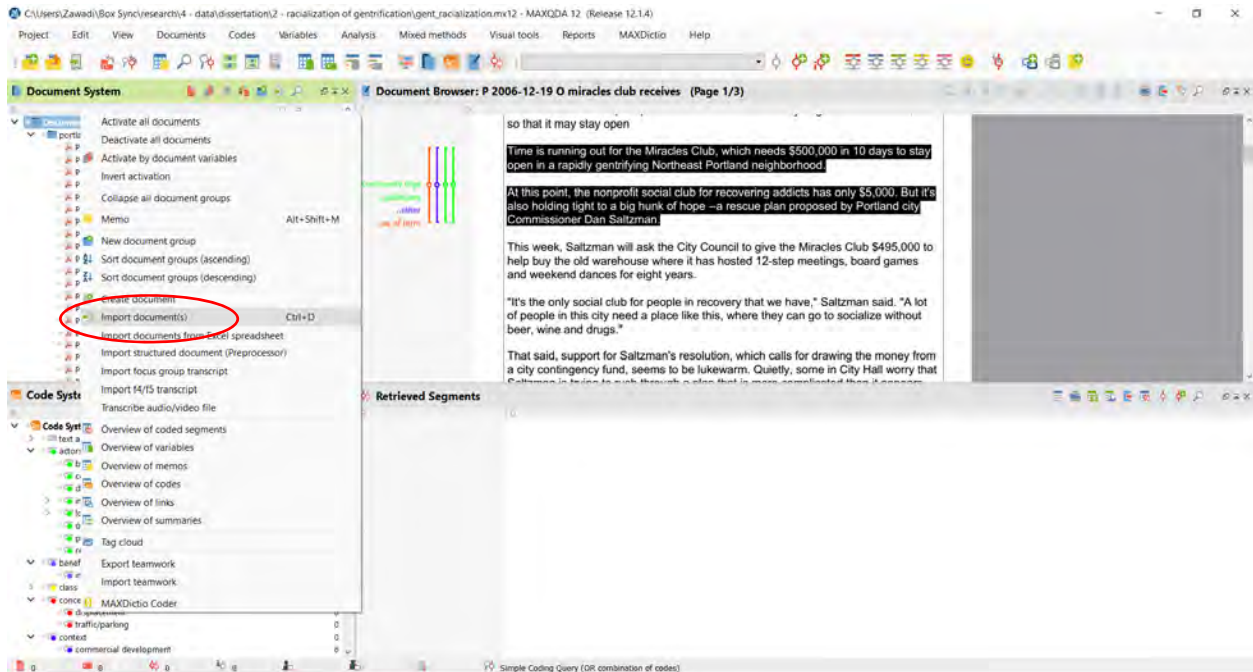 C:\Users\Zawadi\Box Sync\research\4 - data\dissertation\2 - racialization of gentrification\gent_racialization.mx12 - MAXQDA 12 (Release 12.1.4)
Project Edit View Documents Codes Variables Analysis Mixed methods Visual tools Reports MAXDictio Help
Document System
Document Browser: P 2006-12-19 O miracles club receives (Page 1/3)
portl
Activate all documents
Deactivate all documents
Activate by document variables
Invert activation
Collapse all document groups
Memo Alt+Shift+M
New document group
Sort document groups (ascending)
Sort document groups (descending)
Create document
Import document(s) Ctrl+D
Import documents from Excel spreadsheet
Import structured document (Preprocessor)
Import focus group transcript
Import f4/f5 transcript
Transcribe audio/video file
Overview of coded segments
Overview of variables
Overview of memos
Overview of codes
Overview of links
Overview of summaries
Tag cloud
Export teamwork
Import teamwork
MAXDictio Coder
so that it may stay open
Time is running out for the Miracles Club, which needs $500,000 in 10 days to stay
open in a rapidly gentrifying Northeast Portland neighborhood.
At this point, the nonprofit social club for recovering addicts has only $5,000. But it's
also holding tight to a big hunk of hope –a rescue plan proposed by Portland city
Commissioner Dan Saltzman.
This week, Saltzman will ask the City Council to give the Miracles Club $495,000 to
help buy the old warehouse where it has hosted 12-step meetings, board games
and weekend dances for eight years.
"It's the only social club for people in recovery that we have," Saltzman said. "A lot
of people in this city need a place like this, where they can go to socialize without
beer, wine and drugs."
That said, support for Saltzman's resolution, which calls for drawing the money from
a city contingency fund, seems to be lukewarm. Quietly, some in City Hall worry that
Code Syste
Retrieved Segments
Code Syst
text a
actor
benef
class
conce
displacement 0
traffic/parking 0
context 0
commercial development 0
Simple Coding Query (OR combination of codes)